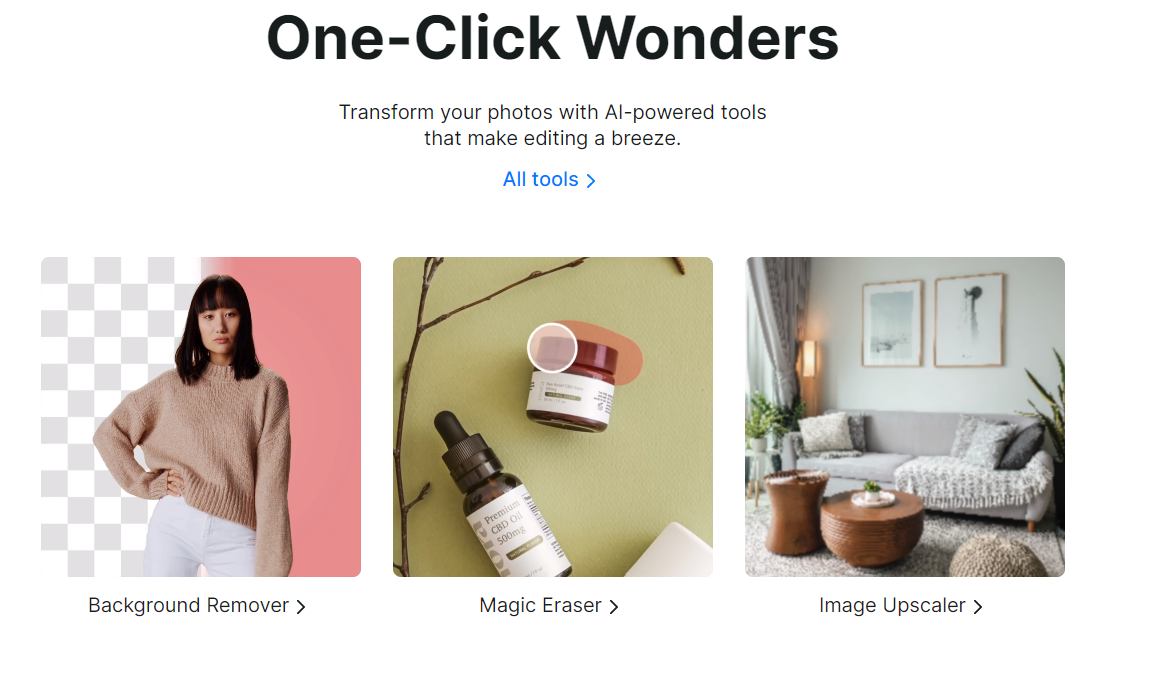 One-Click Wonders
Transform your photos with AI-powered tools
that make editing a breeze.
All tools
Premium
CBD Oil
500mg
Background Remover
Magic Eraser
Image Upscaler